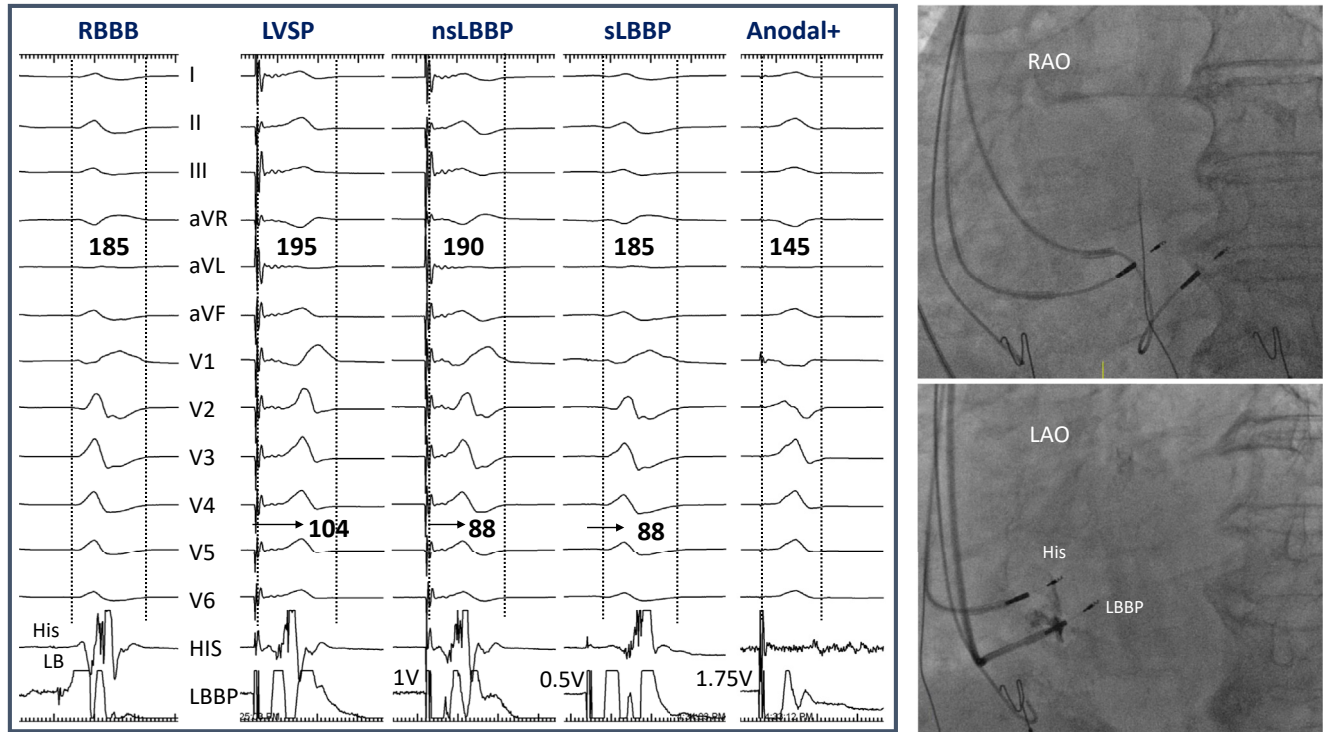 RBBB LVSP nsLBBP sLBBP Anodal+
I
II
III
aVR
185 195 190 185 145
aVL
aVF
V1
V2
V3
V4
104 88 88
V5
V6
His
HIS
LB
1V 0.5V 1.75V
LBBP
RAO
LAO
His
LBBP